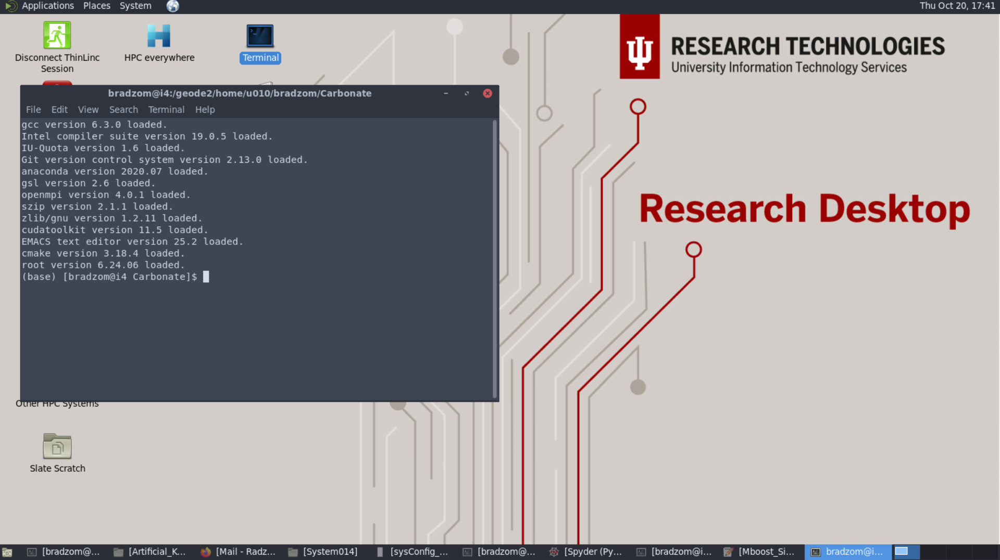 Applications Places System
Thu Oct 20, 17:41
Disconnect ThinLinc
Session
HPC everywhere
Terminal
RESEARCH TECHNOLOGIES
University Information Technology Services
bradzom@i4:/geode2/home/u010/bradzom/Carbonate
File Edit View Search Terminal Help
gcc version 6.3.0 loaded.
Intel compiler suite version 19.0.5 loaded.
IU-Quota version 1.6 loaded.
Git version control system version 2.13.0 loaded.
anaconda version 2020.07 loaded.
gsl version 2.6 loaded.
openmpi version 4.0.1 loaded.
szip version 2.1.1 loaded.
zlib/gnu version 1.2.11 loaded.
cudatoolkit version 11.5 loaded.
EMACS text editor version 25.2 loaded.
cmake version 3.18.4 loaded.
root version 6.24.06 loaded.
(base) [bradzom@i4 Carbonate]$
Research Desktop
Other HPC Systems
Slate Scratch
[bradzom@... [Artificial_K... [Mail - Radz... [System014] [sysConfig_... [bradzom@... [Spyder (Py... [bradzom@i... [Mboost_Si... bradzom@i...